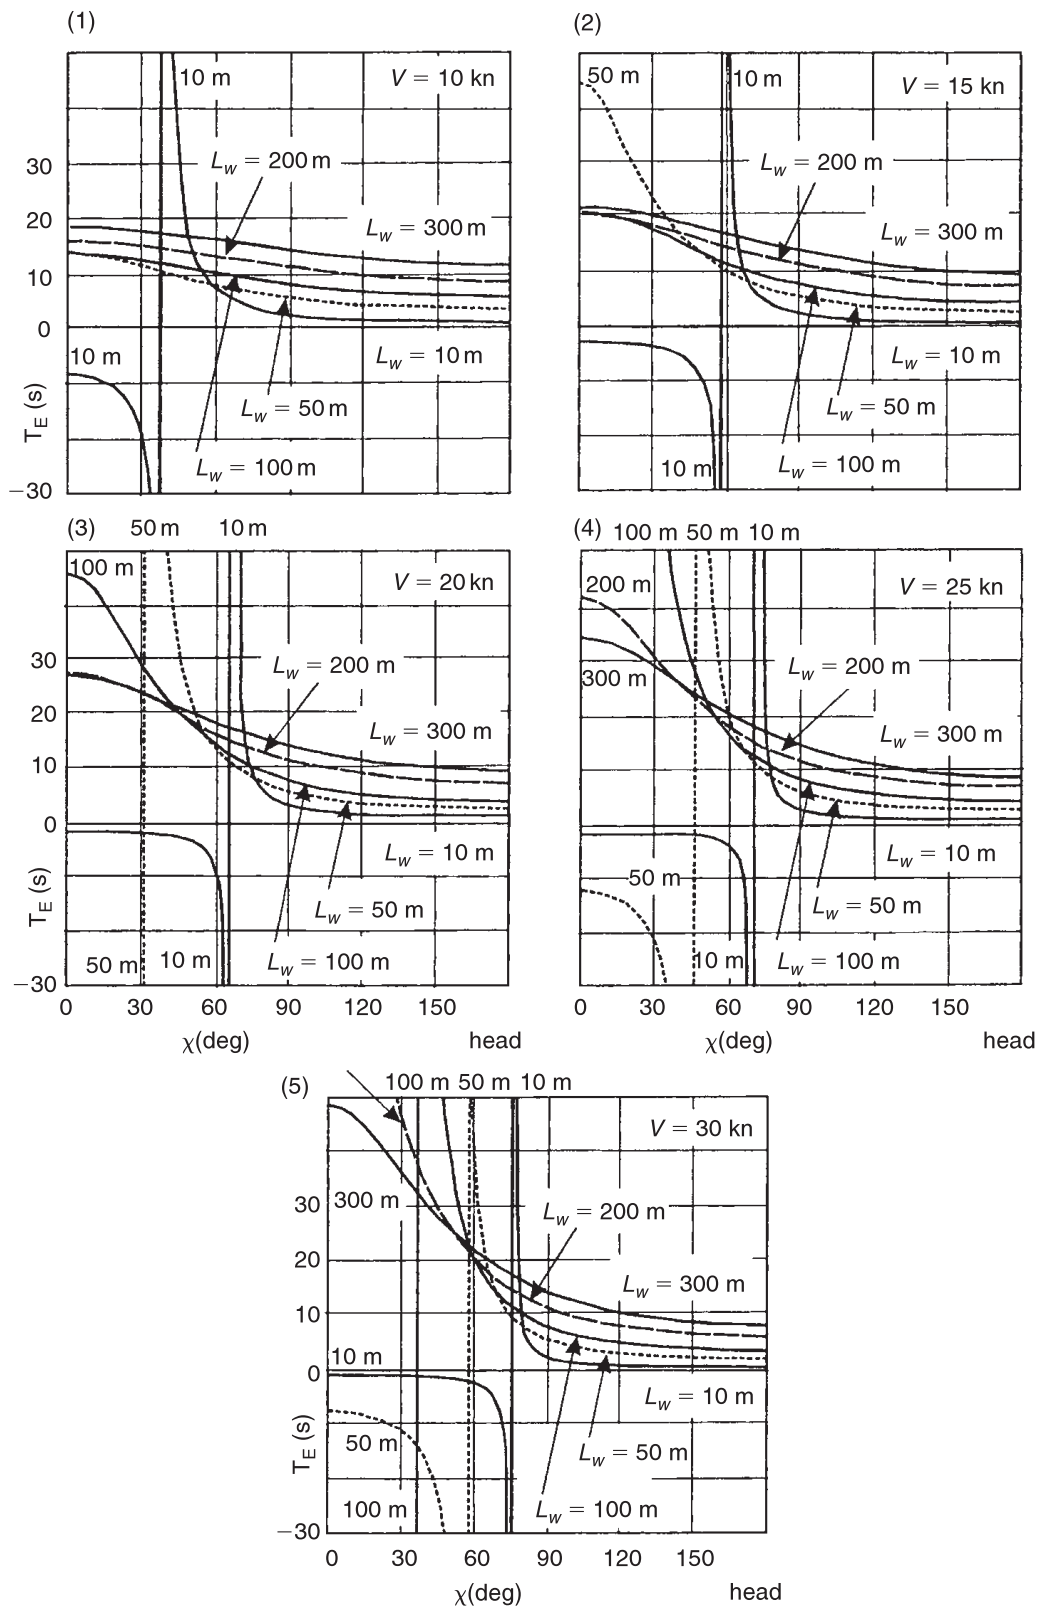 (1)
10 m
V = 10 kn
L_W = 200 m
30
20
L_W = 300 m
10
0
10 m
L_W = 10 m
T_E (s)
L_W = 50 m
L_W = 100 m
−30
(2)
50 m
10 m
V = 15 kn
L_W = 200 m
L_W = 300 m
L_W = 10 m
L_W = 50 m
10 m
L_W = 100 m
(3)
50 m
10 m
100 m
V = 20 kn
30
L_W = 200 m
20
L_W = 300 m
10
0
L_W = 10 m
T_E (s)
L_W = 50 m
50 m
10 m
L_W = 100 m
−30
0 30 60 90 120 150
χ(deg) head
(4)
100 m
50 m
10 m
200 m
V = 25 kn
L_W = 200 m
300 m
L_W = 300 m
L_W = 10 m
50 m
L_W = 50 m
10 m
L_W = 100 m
0 30 60 90 120 150
χ(deg) head
(5)
100 m
50 m
10 m
V = 30 kn
30
300 m
L_W = 200 m
20
L_W = 300 m
10
10 m
0
L_W = 10 m
T_E (s)
50 m
L_W = 50 m
100 m
L_W = 100 m
−30
0 30 60 90 120 150
χ(deg) head